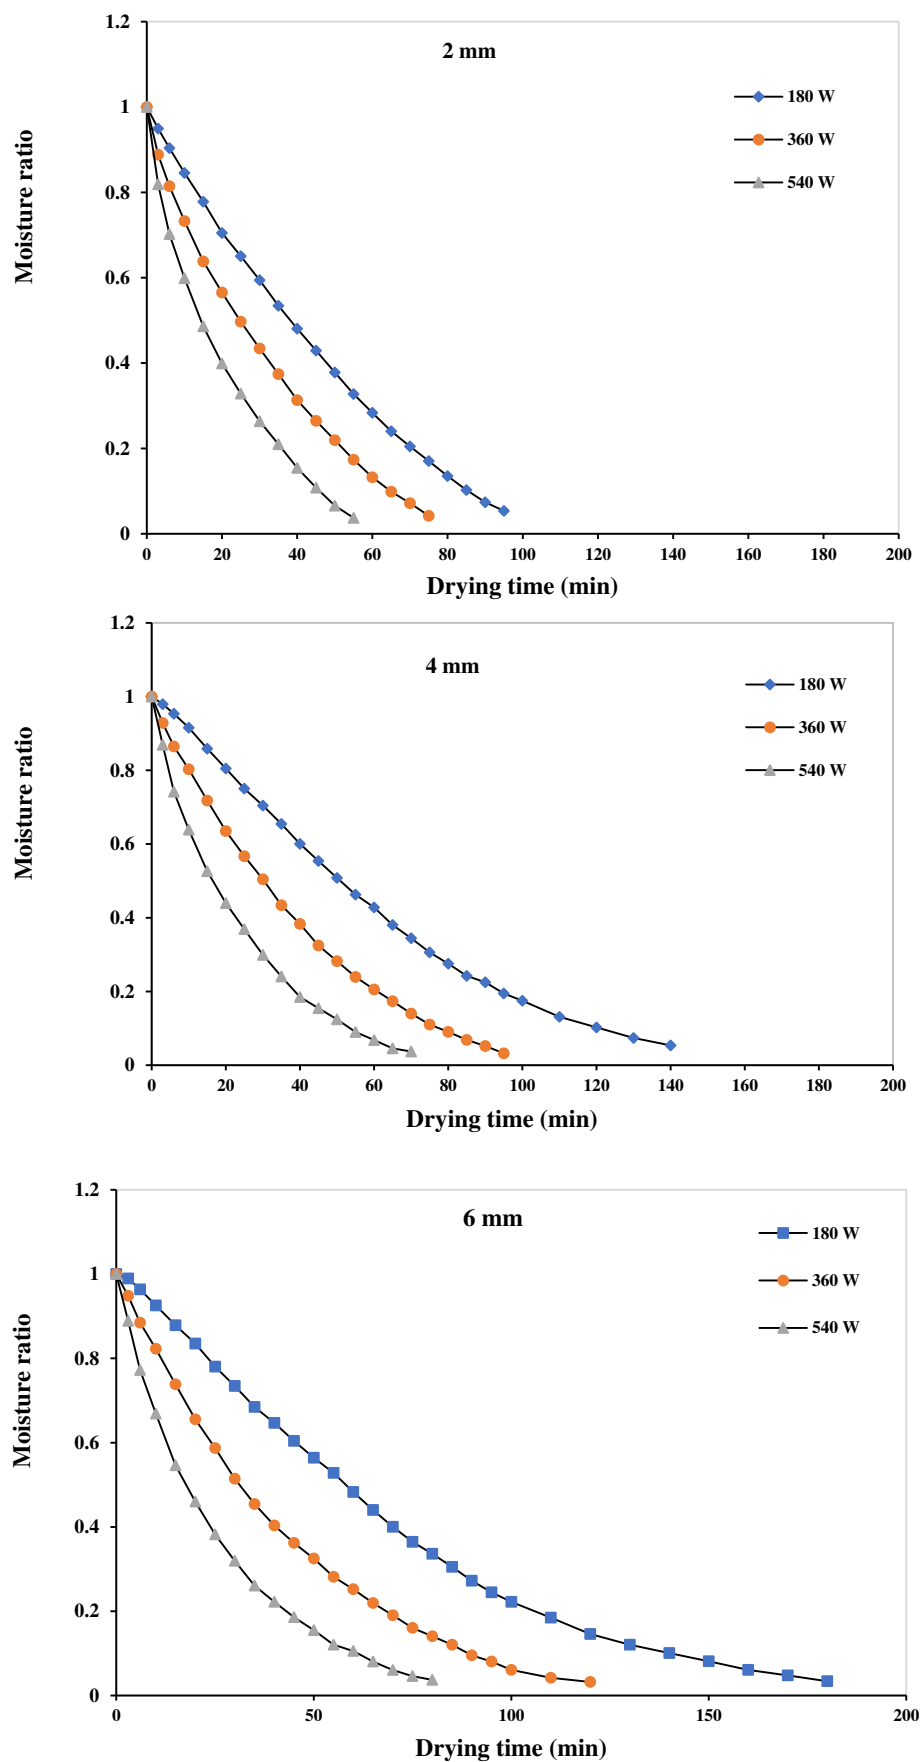 1.2
2 mm
180 W
1
360 W
0.8
540 W
Moisture ratio
0.6
0.4
0.2
0
0 20 40 60 80 100 120 140 160 180 200
Drying time (min)
1.2
4 mm
180 W
1
360 W
0.8
540 W
Moisture ratio
0.6
0.4
0.2
0
0 20 40 60 80 100 120 140 160 180 200
Drying time (min)
1.2
6 mm
180 W
1
360 W
540 W
0.8
Moisture ratio
0.6
0.4
0.2
0
0 50 100 150 200
Drying time (min)